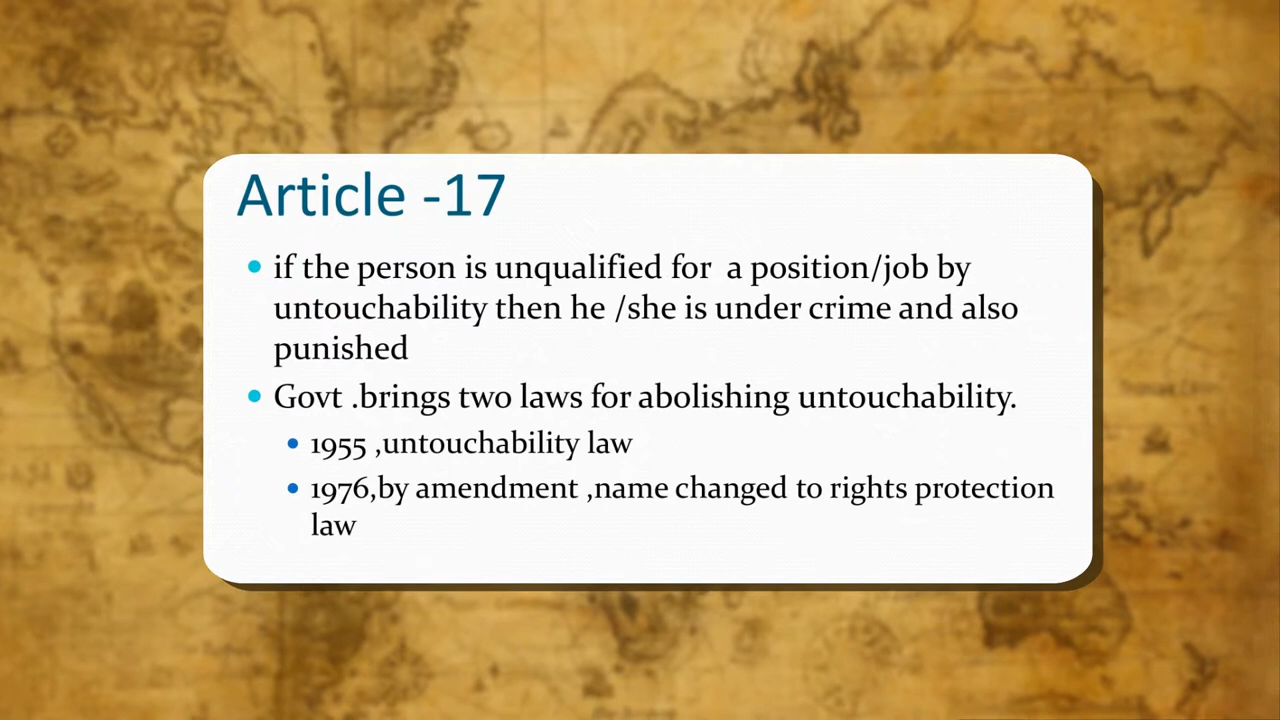 Article -17
if the person is unqualified for  a position/job by
untouchability then he /she is under crime and also
punished
Govt .brings two laws for abolishing untouchability.
1955 ,untouchability law
1976,by amendment ,name changed to rights protection
law